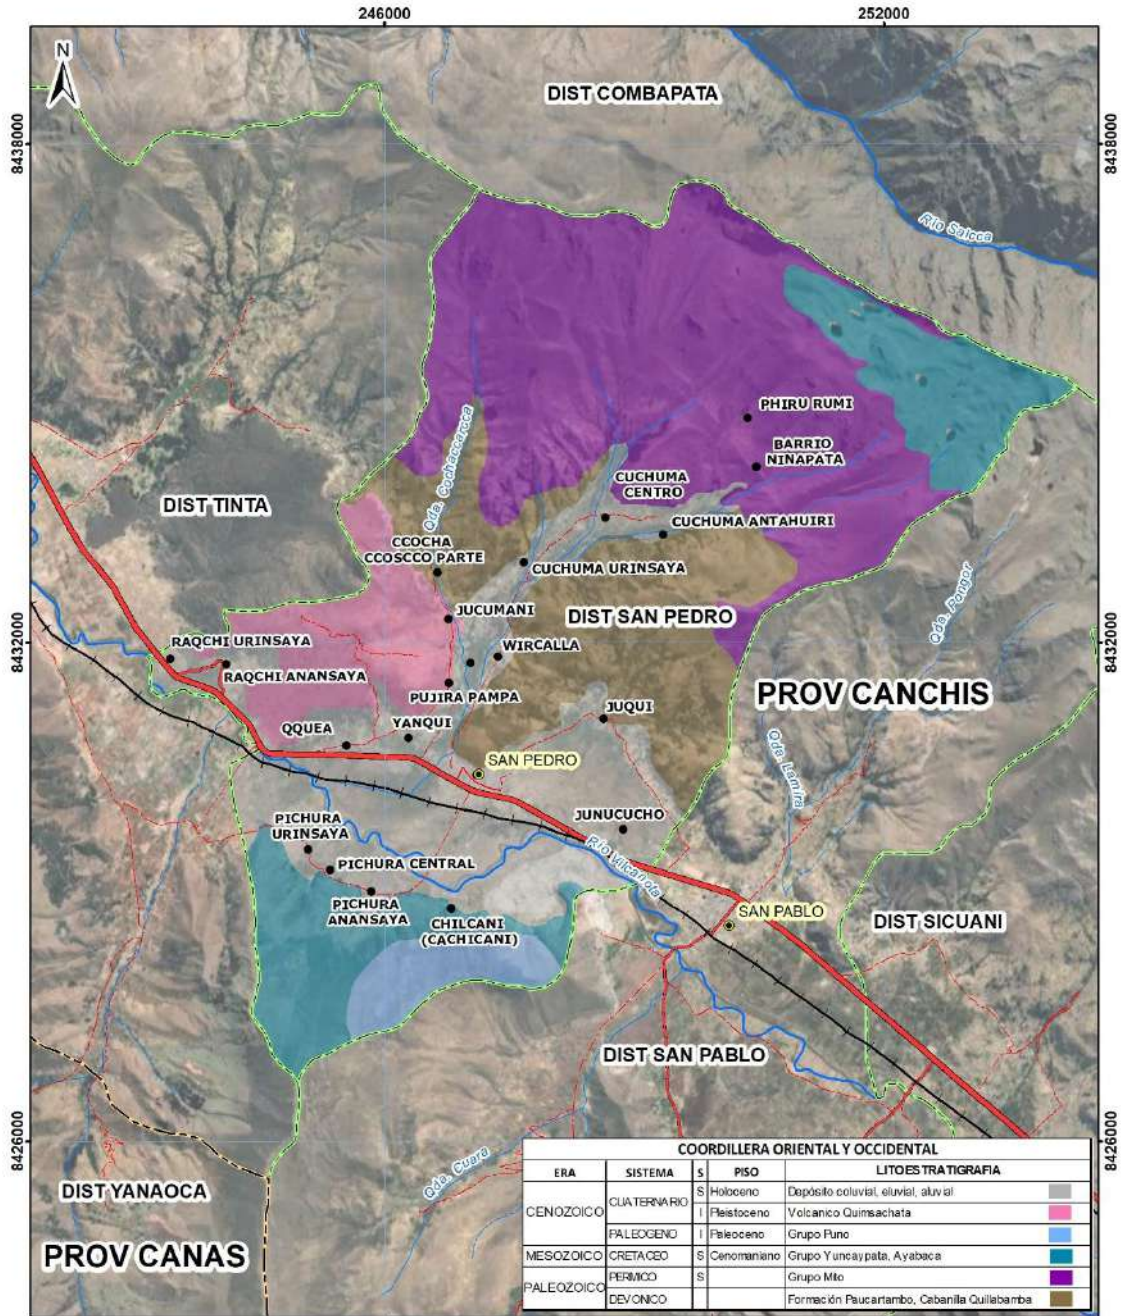 246000
252000
N
DIST COMBAPATA
8438000
8438000
Río Salcca
PHIRU RUMI
BARRIO
NINAPATA
Qda. Cochaccarcca
CUCHUMA
CENTRO
DIST TINTA
CUCHUMA ANTAHUIRI
CCOCHA
CCOSCCO PARTE
CUCHUMA URINSAYA
Qda. Pongor
JUCUMANI
DIST SAN PEDRO
8432000
8432000
RAQCHI URINSAYA
WIRCALLA
RAQCHI ANANSAYA
PUJIRA PAMPA
PROV CANCHIS
JUQUI
QQUEA
YANQUI
SAN PEDRO
Qda. Lamira
JUNUCUCHO
PICHURA
URINSAYA
Río Vilcanota
PICHURA CENTRAL
PICHURA
ANANSAYA
CHILCANI
(CACHICANI)
SAN PABLO
DIST SICUANI
DIST SAN PABLO
8426000
8426000
Qda. Cuara
DIST YANAOCA
PROV CANAS
COORDILLERA ORIENTAL Y OCCIDENTAL
ERA SISTEMA S PISO LITOESTRATIGRAFIA
CENOZOICO CUATERNARIO S Holoceno Depósito coluvial, eluvial, aluvial
I Pleistoceno Volcanico Quimsachata
PALEOGENO I Paleoceno Grupo Puno
MESOZOICO CRETACEO S Cenomaniano Grupo Yuncaypata, Ayabaca
PALEOZOICO PERMICO S Grupo Mito
DEVONICO Formación Paucartambo, Cabanilla Quillabamba